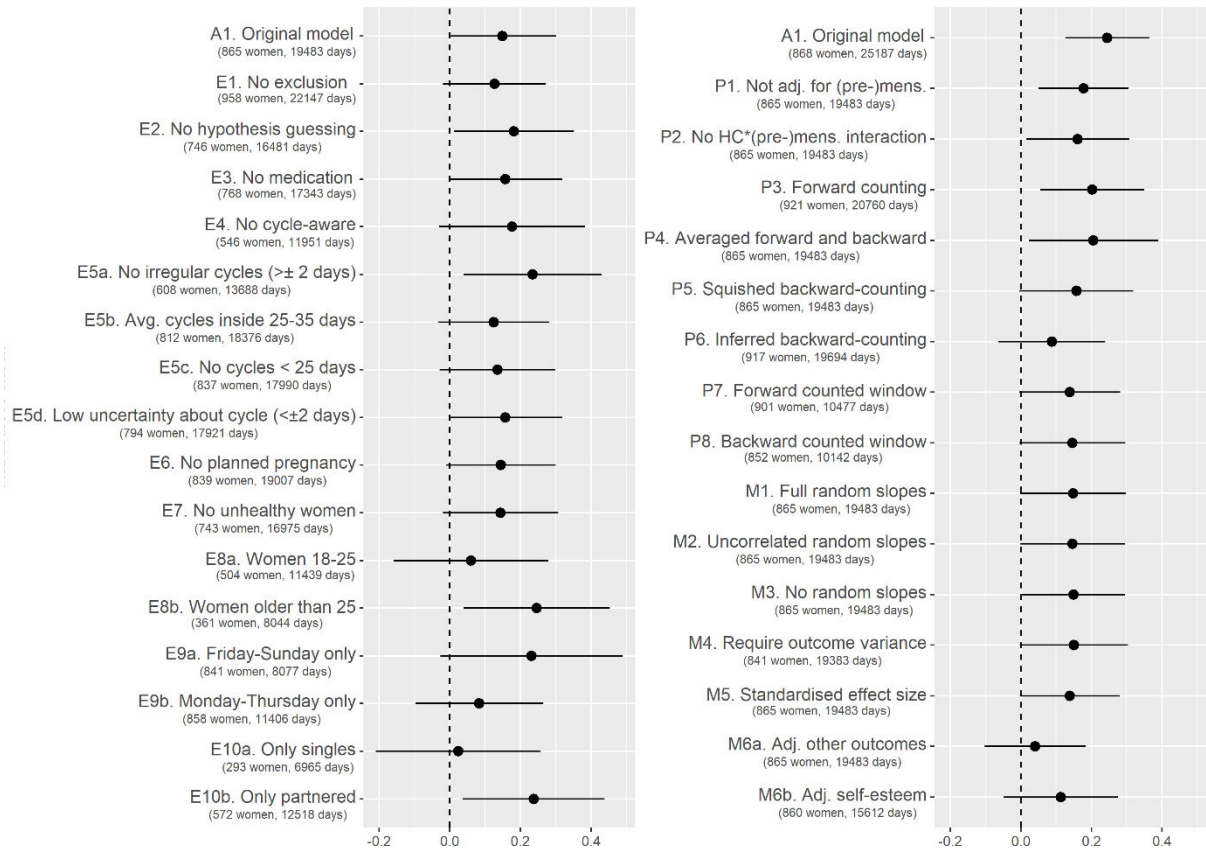 A1. Original model
(865 women, 19483 days)
E1. No exclusion
(958 women, 22147 days)
E2. No hypothesis guessing
(746 women, 16481 days)
E3. No medication
(768 women, 17343 days)
E4. No cycle-aware
(546 women, 11951 days)
E5a. No irregular cycles (>± 2 days)
(608 women, 13688 days)
E5b. Avg. cycles inside 25-35 days
(812 women, 18376 days)
E5c. No cycles < 25 days
(837 women, 17990 days)
E5d. Low uncertainty about cycle (<±2 days)
(794 women, 17921 days)
E6. No planned pregnancy
(839 women, 19007 days)
E7. No unhealthy women
(743 women, 16975 days)
E8a. Women 18-25
(504 women, 11439 days)
E8b. Women older than 25
(361 women, 8044 days)
E9a. Friday-Sunday only
(841 women, 8077 days)
E9b. Monday-Thursday only
(858 women, 11406 days)
E10a. Only singles
(293 women, 6965 days)
E10b. Only partnered
(572 women, 12518 days)
-0.2 0.0 0.2 0.4
A1. Original model
(868 women, 25187 days)
P1. Not adj. for (pre-)mens.
(865 women, 19483 days)
P2. No HC*(pre-)mens. interaction
(865 women, 19483 days)
P3. Forward counting
(921 women, 20760 days)
P4. Averaged forward and backward
(865 women, 19483 days)
P5. Squished backward-counting
(865 women, 19483 days)
P6. Inferred backward-counting
(917 women, 19694 days)
P7. Forward counted window
(901 women, 10477 days)
P8. Backward counted window
(852 women, 10142 days)
M1. Full random slopes
(865 women, 19483 days)
M2. Uncorrelated random slopes
(865 women, 19483 days)
M3. No random slopes
(865 women, 19483 days)
M4. Require outcome variance
(841 women, 19383 days)
M5. Standardised effect size
(865 women, 19483 days)
M6a. Adj. other outcomes
(865 women, 19483 days)
M6b. Adj. self-esteem
(860 women, 15612 days)
-0.2 0.0 0.2 0.4